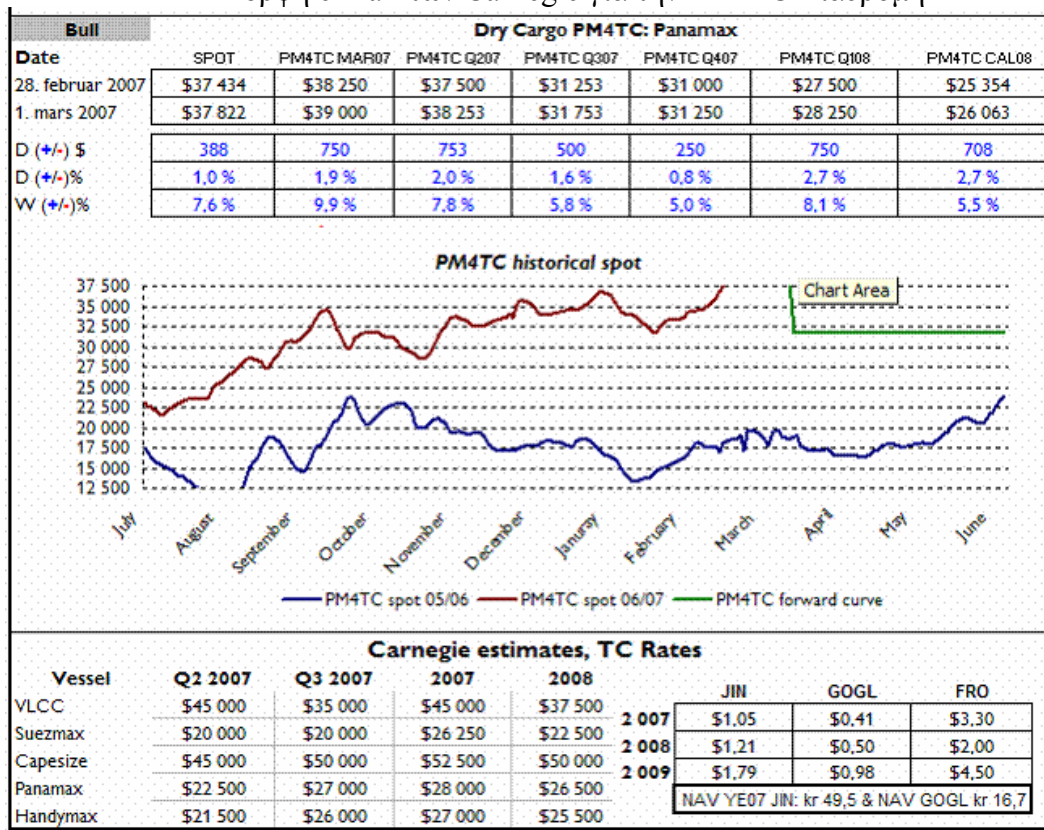 Bull Dry Cargo PM4TC: Panamax
Date SPOT PM4TC MAR07 PM4TC Q207 PM4TC Q307 PM4TC Q407 PM4TC Q108 PM4TC CAL08
28. februar 2007 $37 434 $38 250 $37 500 $31 253 $31 000 $27 500 $25 354
1. mars 2007 $37 822 $39 000 $38 253 $31 753 $31 250 $28 250 $26 063
D (+/-) $ 388 750 753 500 250 750 708
D (+/-)% 1,0 % 1,9 % 2,0 % 1,6 % 0,8 % 2,7 % 2,7 %
W (+/-)% 7,6 % 9,9 % 7,8 % 5,8 % 5,0 % 8,1 % 5,5 %
PM4TC historical spot
Chart Area
37 500
35 000
32 500
30 000
27 500
25 000
22 500
20 000
17 500
15 000
12 500
July August September October November December Januray February March April May June
PM4TC spot 05/06 PM4TC spot 06/07 PM4TC forward curve
Carnegie estimates, TC Rates
Vessel Q2 2007 Q3 2007 2007 2008
VLCC $45 000 $35 000 $45 000 $37 500
Suezmax $20 000 $20 000 $26 250 $22 500
Capesize $45 000 $50 000 $52 500 $50 000
Panamax $22 500 $27 000 $28 000 $26 500
Handymax $21 500 $26 000 $27 000 $25 500
JIN GOGL FRO
2 007 $1,05 $0,41 $3,30
2 008 $1,21 $0,50 $2,00
2 009 $1,79 $0,98 $4,50
NAV YE07 JIN: kr 49,5 & NAV GOGL kr 16,7